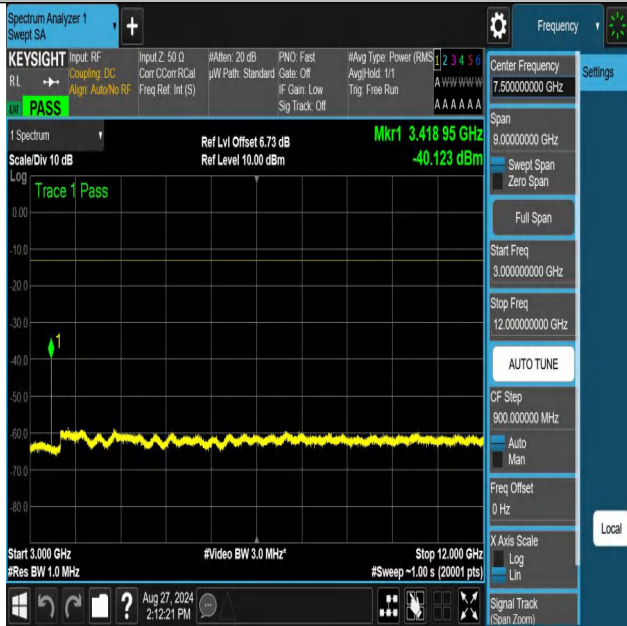 Spectrum Analyzer 1
Swept SA
+
Frequency
KEYSIGHT
RL
PASS
Input: RF
Coupling: DC
Align: Auto/No RF
Input Z: 50 Ω
Corr CCorr RCal
Freq Ref: Int (S)
#Atten: 20 dB
µW Path: Standard
PNO: Fast
Gate: Off
IF Gain: Low
Sig Track: Off
#Avg Type: Power (RMS
Avg|Hold: 1/1
Trig: Free Run
1 2 3 4 5 6
A W W W W W
A A A A A A
1 Spectrum
Scale/Div 10 dB
Log
Ref Lvl Offset 6.73 dB
Ref Level 10.00 dBm
Mkr1 3.418 95 GHz
-40.123 dBm
Trace 1 Pass
0.00
-10.0
-20.0
-30.0
1
-40.0
-50.0
-60.0
-70.0
-80.0
Start 3.000 GHz
#Res BW 1.0 MHz
#Video BW 3.0 MHz*
Stop 12.000 GHz
#Sweep ~1.00 s (20001 pts)
?
Aug 27, 2024
2:12:21 PM
Center Frequency
7.500000000 GHz
Span
9.00000000 GHz
Swept Span
Zero Span
Full Span
Start Freq
3.000000000 GHz
Stop Freq
12.000000000 GHz
AUTO TUNE
CF Step
900.000000 MHz
Auto
Man
Freq Offset
0 Hz
X Axis Scale
Log
Lin
Signal Track
(Span Zoom)
Settings
Local